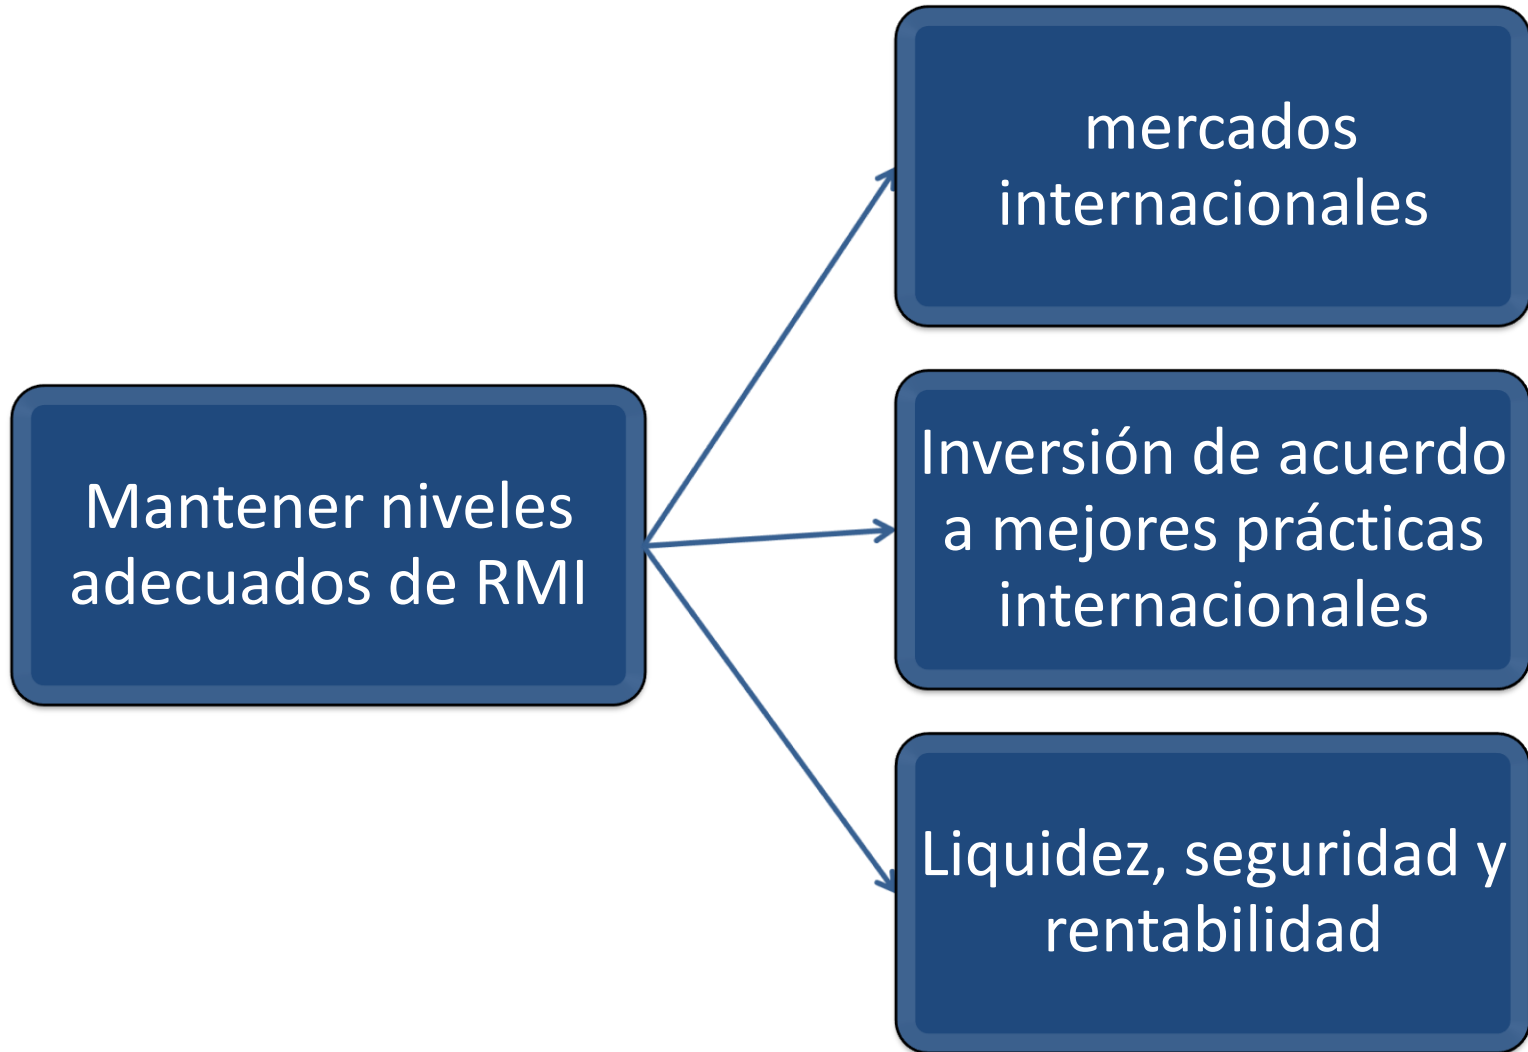 Mantener niveles
adecuados de RMI
mercados
internacionales
Inversión de acuerdo
a mejores prácticas
internacionales
Liquidez, seguridad y
rentabilidad